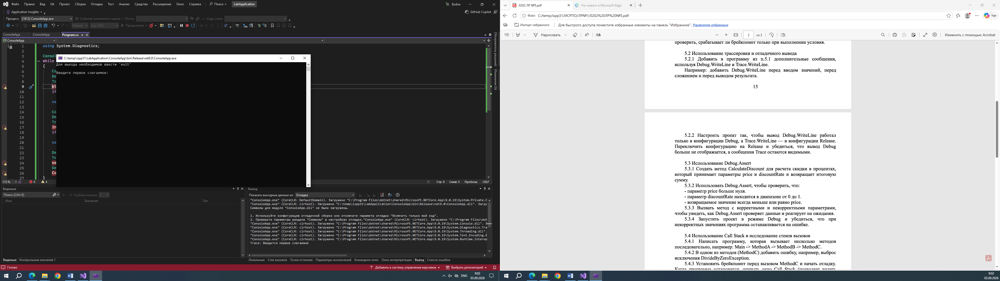 Файл Правка Вид Git Проект Сборка Отладка Тест Анализ Средства Расширения Окно Справка Поиск LabApplication Войти
Application Insights GitHub Copilot
Процесс: [1612] ConsoleApp.exe События жизненного цикла Поток: Кадр стека:
Release Any CPU Продолжить
ConsoleApp ConsoleApp Program.cs
ConsoleApp
1 using System.Diagnostics;
2
3 Consol
4 while
5 {
6 Co
7 De
8 Tr
9 st
10 if
11
12 va
13
14 Co
15 De
16 Tr
17 in
18 if
19
20 va
21
22 De
23 Tr
24 va
25 De
26 Co
27 }
C:\temp\ispp31\LabApplication\ConsoleApp\bin\Release\net9.0\ConsoleApp.exe
Для выхода необходимов ввести 'exit'
Введите первое слагаемое:
Обозреватель решений
Изменения Git
115 % 0 4 Стр: 9 Симв: 5 Пробелы CRLF
Видимые
Поиск (Ctrl+E) Глубина поиска: 3
Имя Значение Тип
Видимые Контрольные значения 1
Вывод
Показать выходные данные из: Отладка
"ConsoleApp.exe" (CoreCLR: DefaultDomain). Загружено "C:\Program Files\dotnet\shared\Microsoft.NETCore.App\9.0.19\System.Private.C
"ConsoleApp.exe" (CoreCLR: clrhost). Загружено "C:\temp\ispp31\LabApplication\ConsoleApp\bin\Release\net9.0\ConsoleApp.dll". Загру
Символы для модуля "ConsoleApp.dll" не были загружены.
1. Используйте конфигурацию отладочной сборки или отключите параметр отладки "Включить только мой код".
2. Проверьте параметры раздела "Символы" в настройках отладки."ConsoleApp.exe" (CoreCLR: clrhost). Загружено "C:\Program Files\dot
"ConsoleApp.exe" (CoreCLR: clrhost). Загружено "C:\Program Files\dotnet\shared\Microsoft.NETCore.App\9.0.19\System.Console.dll". З
"ConsoleApp.exe" (CoreCLR: clrhost). Загружено "C:\Program Files\dotnet\shared\Microsoft.NETCore.App\9.0.19\System.Diagnostics.Tra
"ConsoleApp.exe" (CoreCLR: clrhost). Загружено "C:\Program Files\dotnet\shared\Microsoft.NETCore.App\9.0.19\System.Threading.dll".
"ConsoleApp.exe" (CoreCLR: clrhost). Загружено "C:\Program Files\dotnet\shared\Microsoft.NETCore.App\9.0.19\System.Text.Encoding.E
"ConsoleApp.exe" (CoreCLR: clrhost). Загружено "C:\Program Files\dotnet\shared\Microsoft.NETCore.App\9.0.19\System.Runtime.Interop
Trace: Вводится первое слагаемое
Локальные Стек вызовов Точки останова Параметры исключений Командное окно Окно интерпретации Вывод Список ошибок
Готово Добавить в систему управления версиями Выбрать репозиторий
ENG 9:02 03.09.2026
0202 ЛР №5.pdf Что нового в Microsoft Edge
Файл C:/temp/ispp31/ИСРПО/ЛР№1/0202%20ЛР%20№5.pdf Чат
Импорт избранного Для быстрого доступа поместите избранные элементы на панель "Избранное". Управление избранным
Нарисовать 2 из 3 Изменить с помощью Acrobat
проверить, срабатывает ли брейкпоинт только при выполнении условия.
5.2 Использование трассировки и отладочного вывода
5.2.1 Добавить в программу из п.5.1 дополнительные сообщения,
используя Debug.WriteLine и Trace.WriteLine.
Например: добавить Debug.WriteLine перед вводом значений, перед
сложением и перед выводом результата.
15
5.2.2 Настроить проект так, чтобы вывод Debug.WriteLine работал
только в конфигурации Debug, а Trace.WriteLine — в конфигурации Release.
Переключить конфигурацию на Release и убедиться, что вывод Debug
больше не отображается, а сообщения Trace остаются видимыми.
5.3 Использование Debug.Assert
5.3.1 Создать метод CalculateDiscount для расчета скидки в процентах,
который принимает параметры price и discountRate и возвращает итоговую
сумму.
5.3.2 Использовать Debug.Assert, чтобы проверить, что:
- параметр price больше нуля.
- параметр discountRate находится в диапазоне от 0 до 1.
- возвращаемое значение всегда меньше или равно price.
5.3.3 Вызвать метод с корректными и некорректными параметрами,
чтобы увидеть, как Debug.Assert проверяет данные и реагирует на ожидания.
5.3.4 Запустить проект в режиме Debug и убедиться, что при
некорректных значениях программа останавливается на ошибке.
5.4 Использование Call Stack и исследование стеков вызовов
5.4.1 Написать программу, которая вызывает несколько методов
последовательно, например: Main -> MethodA -> MethodB -> MethodC.
5.4.2 В одном из методов (MethodC) добавить ошибку, например, выброс
исключения DivideByZeroException.
5.4.3 Установить брейкпоинт перед вызовом MethodC и начать отладку.
Когда программа остановится, открыть окно Call Stack (позволяет видеть
9:02
03.09.2026